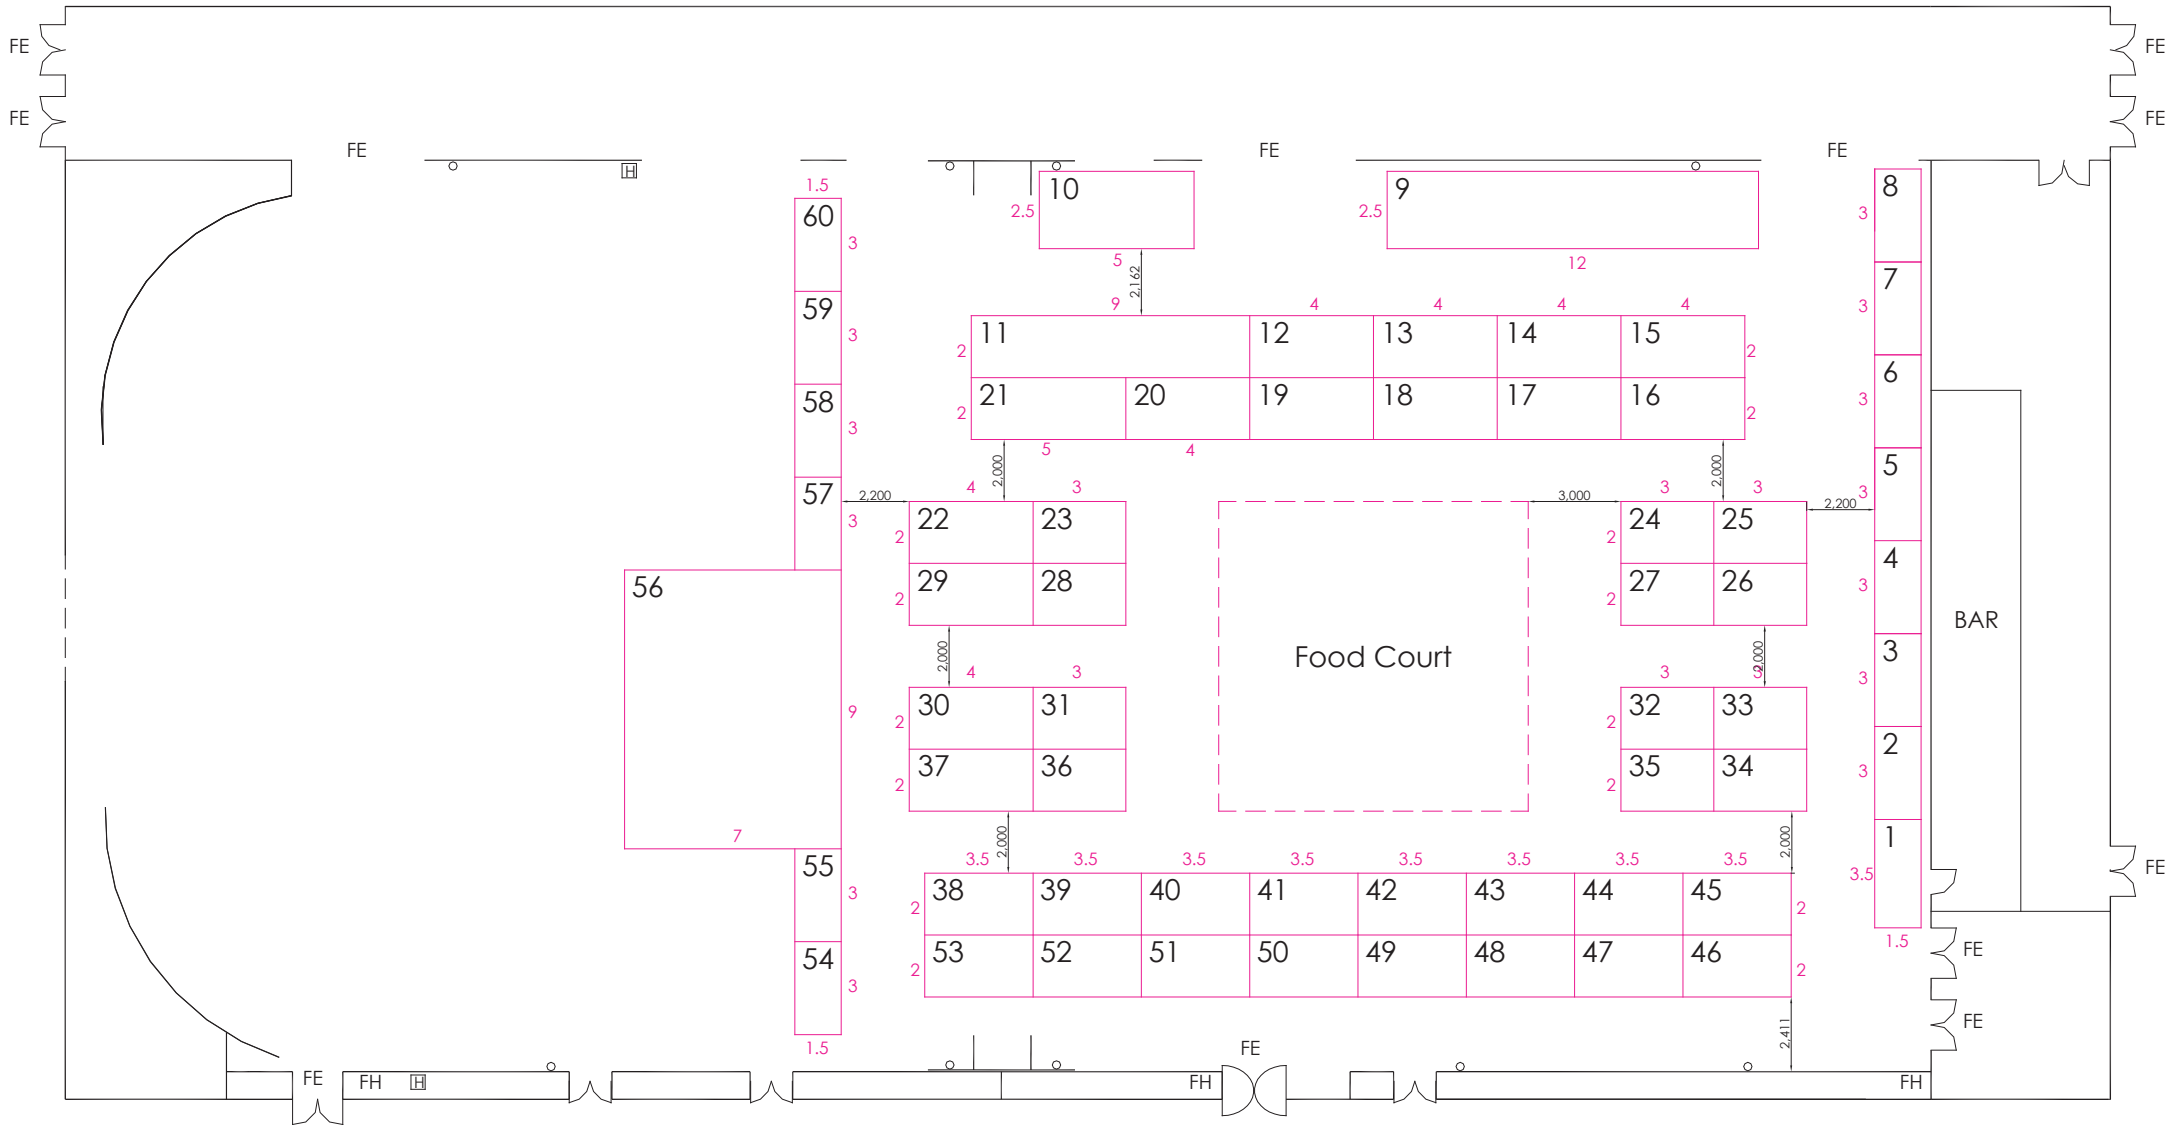 FE FE
FE FE
FE FE FE
H
1.5
60 3
10 2.5 5
9 2.5 12
8 3
59 3
7 3
2,162
9 4 4 4 4
2 11 12 13 14 15 2
58 3
6 3
2 21 20 19 18 17 16 2
5 4
2,000 2,000
57 3
5 3
2,200 3,000 2,200
4 3 3 3
2 22 23 2 24 25
56
4 3
2 29 28 2 27 26
BAR
2,000 2,000
Food Court
3 3
4 3 3 3
2 30 31 2 32 33
9
2 3
2 37 36 2 35 34
7
2,000 2,000
1 3.5
55 3
3.5 3.5 3.5 3.5 3.5 3.5 3.5 3.5
2 38 39 40 41 42 43 44 45 2
FE
54 3
2 53 52 51 50 49 48 47 46 2
1.5
FE
FE
2,411
1.5
FE
FE FH H FH FH